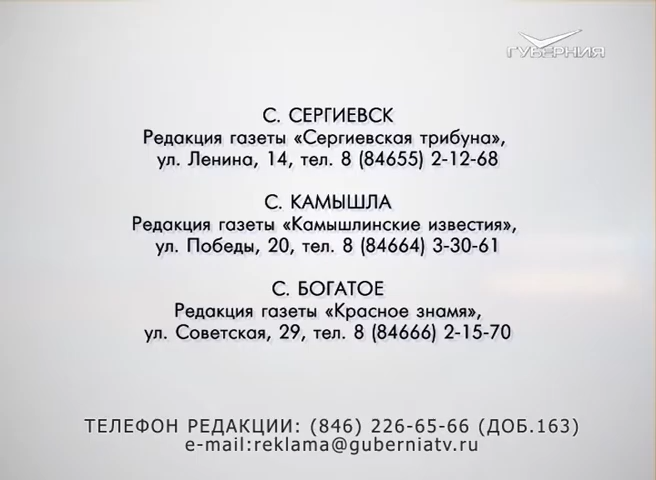 ГУБЕРНИЯ
С. СЕРГИЕВСК
Редакция газеты «Сергиевская трибуна»,
ул. Ленина, 14, тел. 8 (84655) 2-12-68
С. КАМЫШЛА
Редакция газеты «Камышлинские известия»,
ул. Победы, 20, тел. 8 (84664) 3-30-61
С. БОГАТОЕ
Редакция газеты «Красное знамя»,
ул. Советская, 29, тел. 8 (84666) 2-15-70
ТЕЛЕФОН РЕДАКЦИИ: (846) 226-65-66 (ДОБ.163)
e-mail:reklama@guberniatv.ru